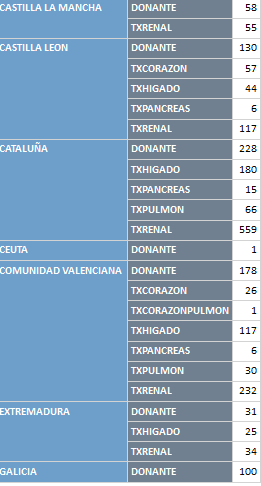 CASTILLA LA MANCHA DONANTE 58
TXRENAL 55
CASTILLA LEON DONANTE 130
TXCORAZON 57
TXHIGADO 44
TXPANCREAS 6
TXRENAL 117
CATALUÑA DONANTE 228
TXHIGADO 180
TXPANCREAS 15
TXPULMON 66
TXRENAL 559
CEUTA DONANTE 1
COMUNIDAD VALENCIANA DONANTE 178
TXCORAZON 26
TXCORAZONPULMON 1
TXHIGADO 117
TXPANCREAS 6
TXPULMON 30
TXRENAL 232
EXTREMADURA DONANTE 31
TXHIGADO 25
TXRENAL 34
GALICIA DONANTE 100